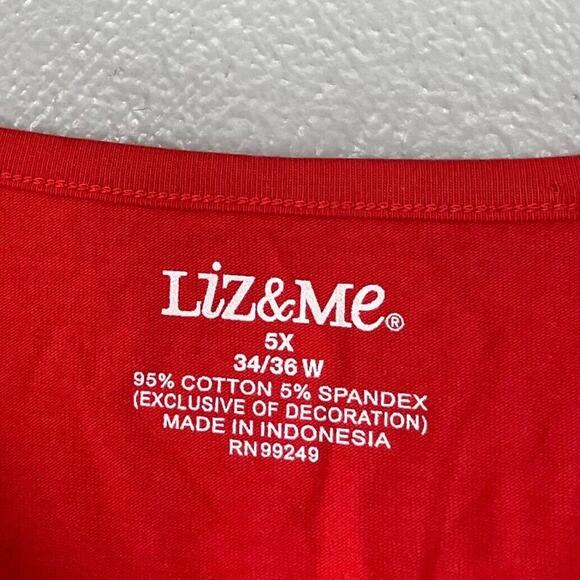 Liz&Me®
5X
34/36 W
95% COTTON 5% SPANDEX
(EXCLUSIVE OF DECORATION)
MADE IN INDONESIA
RN99249